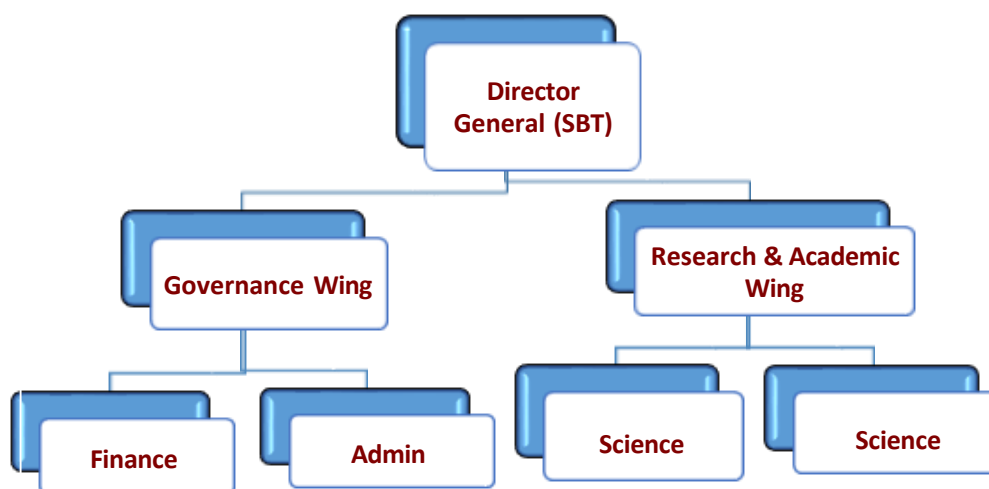 Director
General (SBT)
Governance Wing
Research & Academic
Wing
Finance
Admin
Science
Science